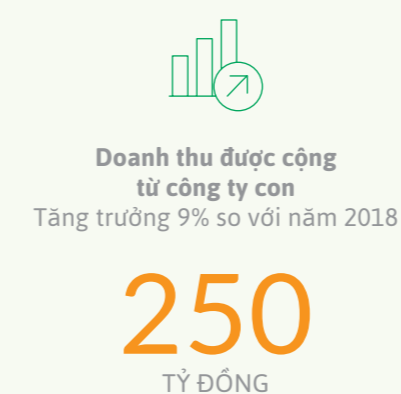 Doanh thu được cộng
từ công ty con
Tăng trưởng 9% so với năm 2018
250
TỶ ĐỒNG